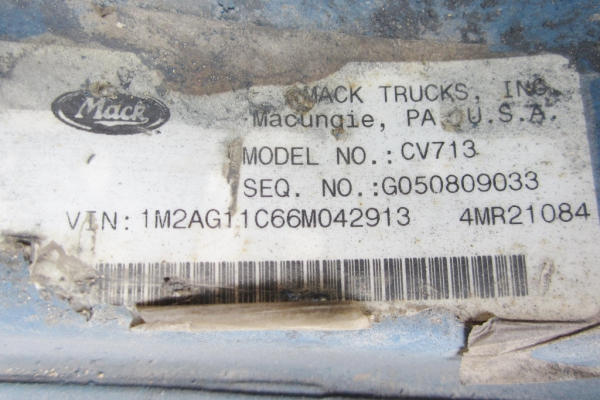 Mack
MACK TRUCKS, INC.
Macungie, PA. U.S.A.
MODEL NO.:CV713
SEQ. NO.:G050809033
VIN: 1M2AG11C66M042913 4MR21084